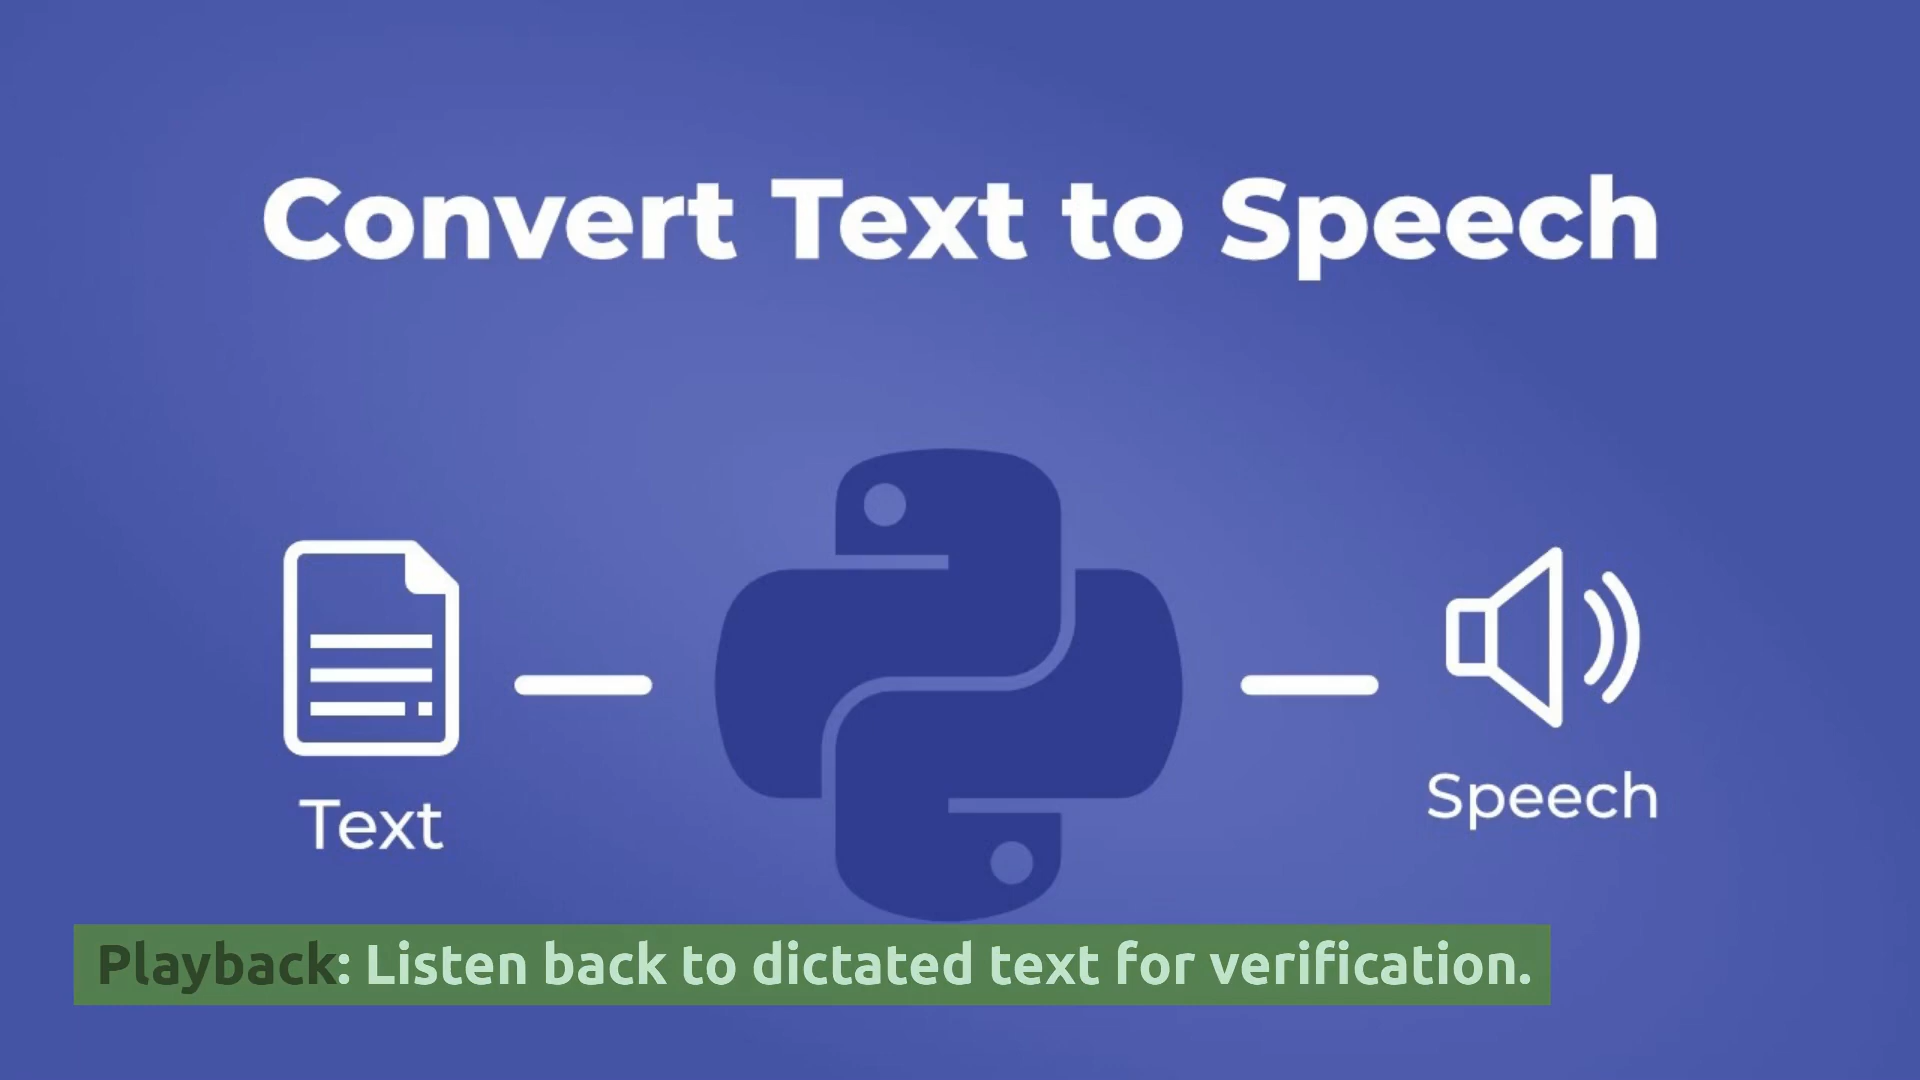 Convert Text to Speech
Text
Speech
Playback: Listen back to dictated text for verification.